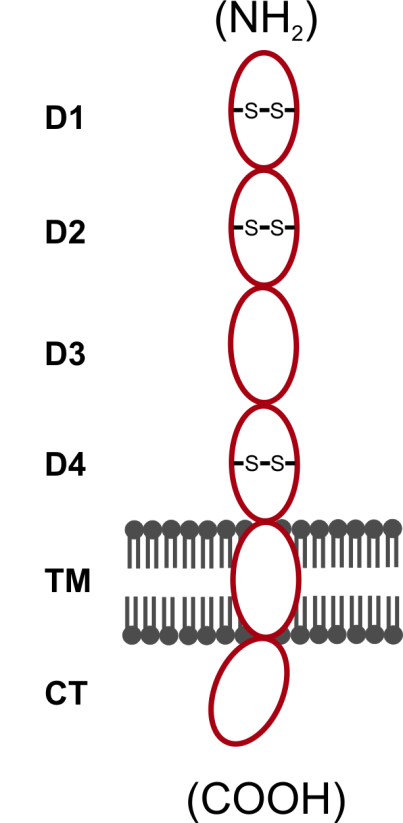 (NH₂)
D1
-S-S-
D2
-S-S-
D3
D4
-S-S-
TM
CT
(COOH)